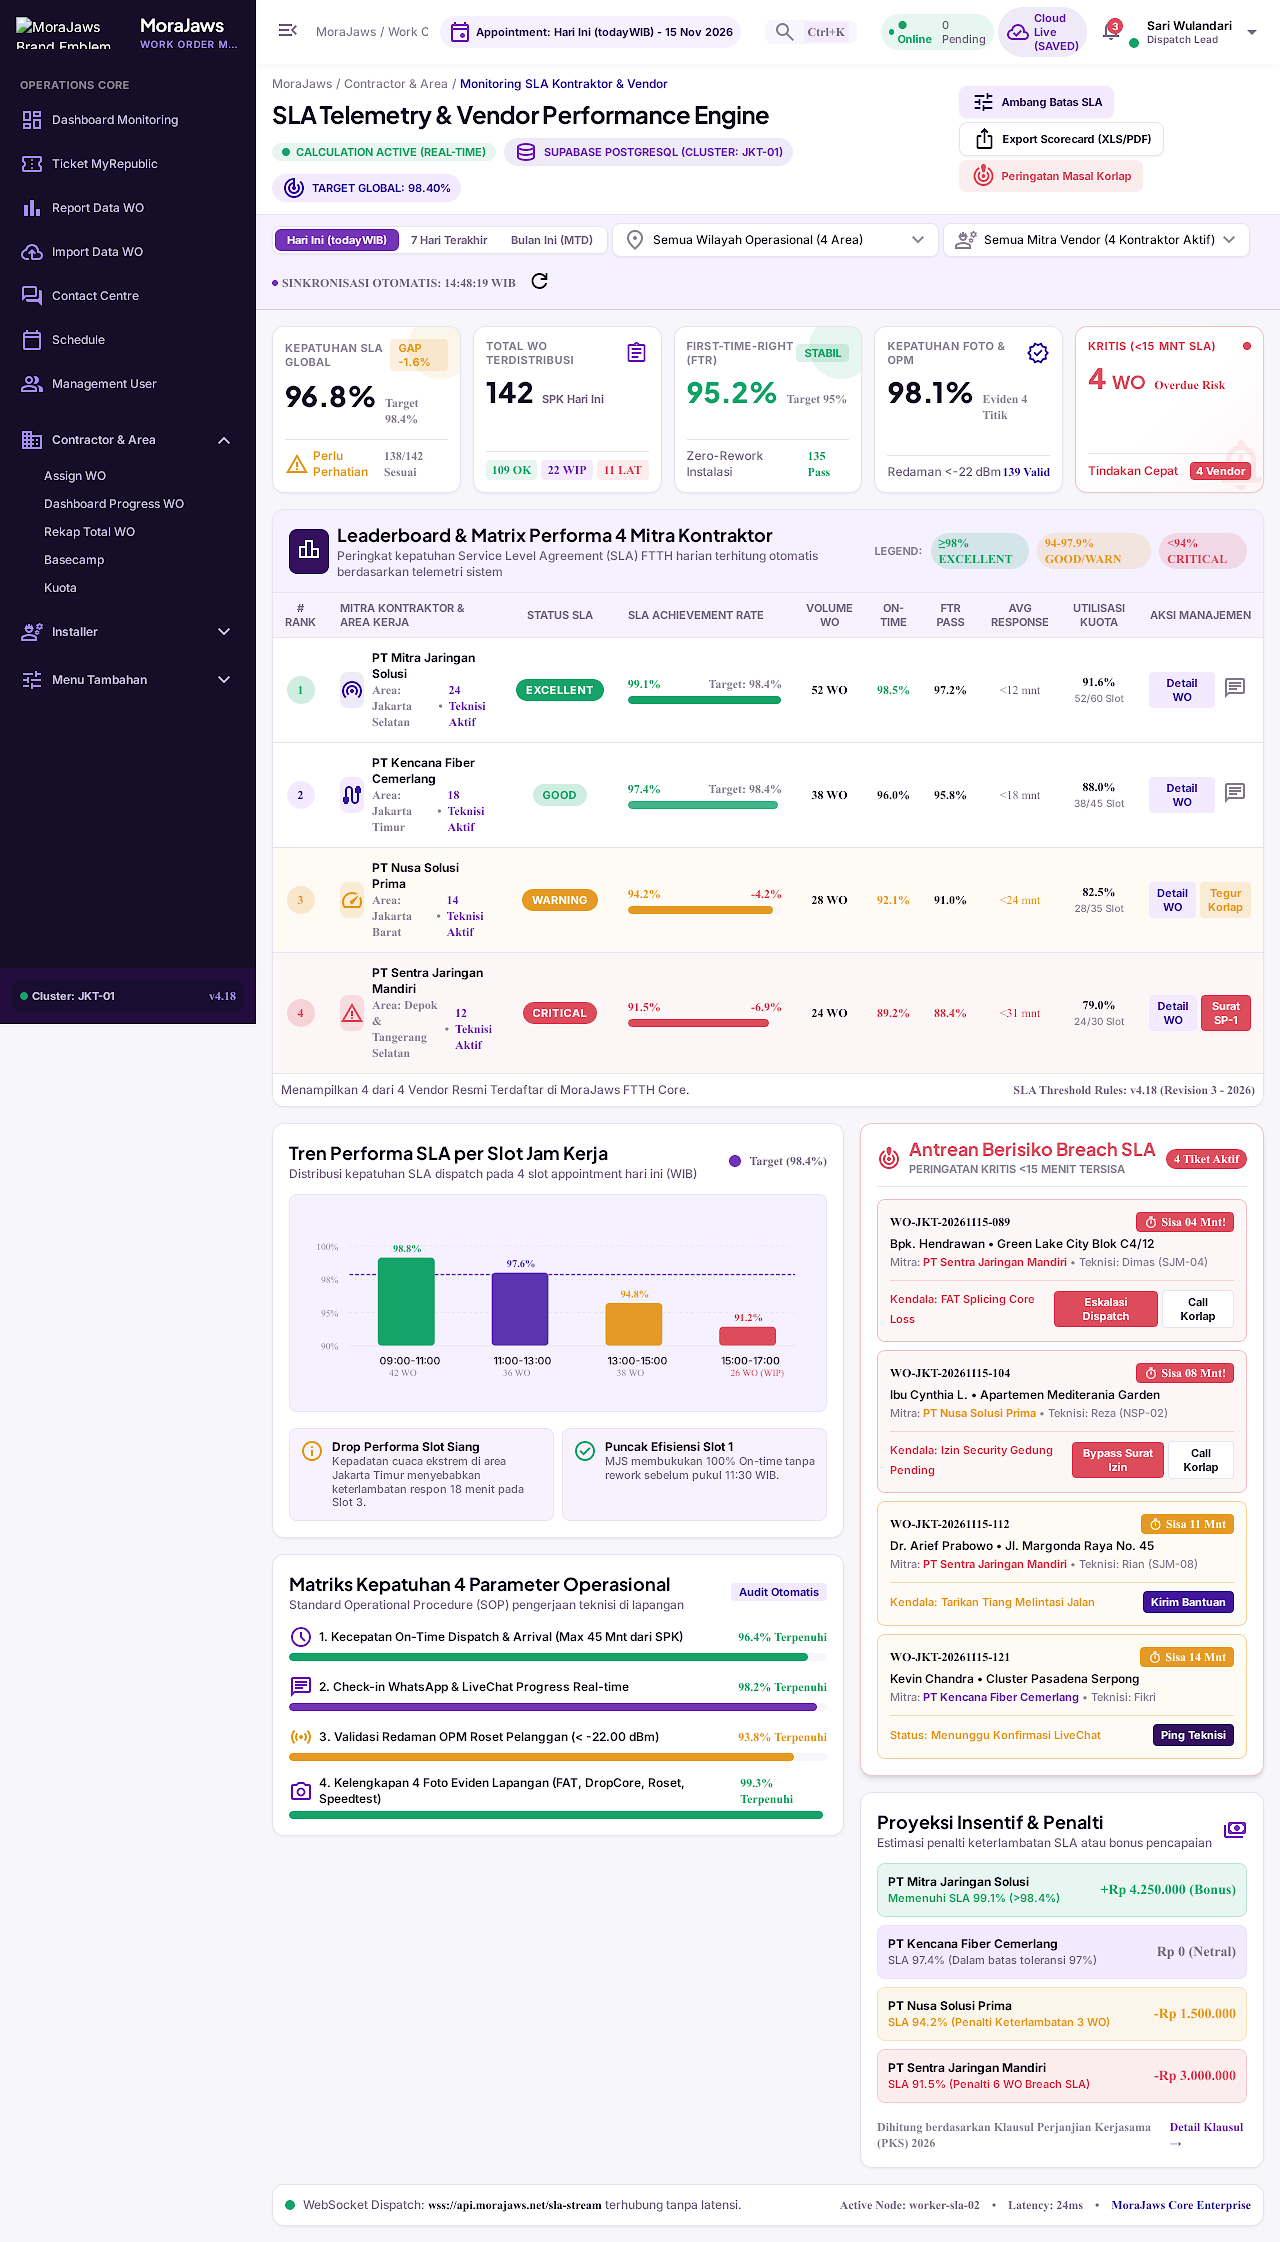 MoraJaws
Brand Emblem
MoraJaws
WORK ORDER M...
OPERATIONS CORE
Dashboard Monitoring
Ticket MyRepublic
Report Data WO
Import Data WO
Contact Centre
Schedule
Management User
Contractor & Area
Assign WO
Dashboard Progress WO
Rekap Total WO
Basecamp
Kuota
Installer
Menu Tambahan
Cluster: JKT-01
v4.18
MoraJaws / Work C
Appointment: Hari Ini (todayWIB) - 15 Nov 2026
Ctrl+K
● Online
0 Pending
Cloud Live (SAVED)
3
Sari Wulandari
Dispatch Lead
MoraJaws / Contractor & Area / Monitoring SLA Kontraktor & Vendor
SLA Telemetry & Vendor Performance Engine
CALCULATION ACTIVE (REAL-TIME)
SUPABASE POSTGRESQL (CLUSTER: JKT-01)
TARGET GLOBAL: 98.40%
Ambang Batas SLA
Export Scorecard (XLS/PDF)
Peringatan Masal Korlap
Hari Ini (todayWIB)
7 Hari Terakhir
Bulan Ini (MTD)
Semua Wilayah Operasional (4 Area)
Semua Mitra Vendor (4 Kontraktor Aktif)
SINKRONISASI OTOMATIS: 14:48:19 WIB
KEPATUHAN SLA
GLOBAL
GAP
-1.6%
96.8%
Target
98.4%
Perlu
Perhatian
138/142
Sesuai
TOTAL WO
TERDISTRIBUSI
142 SPK Hari Ini
109 OK
22 WIP
11 LAT
FIRST-TIME-RIGHT
(FTR)
STABIL
95.2% Target 95%
Zero-Rework
Instalasi
135
Pass
KEPATUHAN FOTO &
OPM
98.1%
Eviden 4
Titik
Redaman <-22 dBm
139 Valid
KRITIS (<15 MNT SLA)
4 WO Overdue Risk
Tindakan Cepat
4 Vendor
Leaderboard & Matrix Performa 4 Mitra Kontraktor
Peringkat kepatuhan Service Level Agreement (SLA) FTTH harian terhitung otomatis
berdasarkan telemetri sistem
LEGEND:
≥98%
EXCELLENT
94-97.9%
GOOD/WARN
<94%
CRITICAL
#
RANK
MITRA KONTRAKTOR &
AREA KERJA
STATUS SLA
SLA ACHIEVEMENT RATE
VOLUME
WO
ON-
TIME
FTR
PASS
AVG
RESPONSE
UTILISASI
KUOTA
AKSI MANAJEMEN
1
PT Mitra Jaringan
Solusi
Area:
Jakarta
Selatan
•
24
Teknisi
Aktif
EXCELLENT
99.1%
Target: 98.4%
52 WO
98.5%
97.2%
<12 mnt
91.6%
52/60 Slot
Detail
WO
2
PT Kencana Fiber
Cemerlang
Area:
Jakarta
Timur
•
18
Teknisi
Aktif
GOOD
97.4%
Target: 98.4%
38 WO
96.0%
95.8%
<18 mnt
88.0%
38/45 Slot
Detail
WO
3
PT Nusa Solusi
Prima
Area:
Jakarta
Barat
•
14
Teknisi
Aktif
WARNING
94.2%
-4.2%
28 WO
92.1%
91.0%
<24 mnt
82.5%
28/35 Slot
Detail
WO
Tegur
Korlap
4
PT Sentra Jaringan
Mandiri
Area: Depok
&
Tangerang
Selatan
•
12
Teknisi
Aktif
CRITICAL
91.5%
-6.9%
24 WO
89.2%
88.4%
<31 mnt
79.0%
24/30 Slot
Detail
WO
Surat
SP-1
Menampilkan 4 dari 4 Vendor Resmi Terdaftar di MoraJaws FTTH Core.
SLA Threshold Rules: v4.18 (Revision 3 - 2026)
Tren Performa SLA per Slot Jam Kerja
Distribusi kepatuhan SLA dispatch pada 4 slot appointment hari ini (WIB)
Target (98.4%)
100%
98%
95%
90%
98.8%
97.6%
94.8%
91.2%
09:00-11:00
42 WO
11:00-13:00
36 WO
13:00-15:00
38 WO
15:00-17:00
26 WO (WIP)
Drop Performa Slot Siang
Kepadatan cuaca ekstrem di area
Jakarta Timur menyebabkan
keterlambatan respon 18 menit pada
Slot 3.
Puncak Efisiensi Slot 1
MJS membukukan 100% On-time tanpa
rework sebelum pukul 11:30 WIB.
Matriks Kepatuhan 4 Parameter Operasional
Standard Operational Procedure (SOP) pengerjaan teknisi di lapangan
Audit Otomatis
1. Kecepatan On-Time Dispatch & Arrival (Max 45 Mnt dari SPK)
96.4% Terpenuhi
2. Check-in WhatsApp & LiveChat Progress Real-time
98.2% Terpenuhi
3. Validasi Redaman OPM Roset Pelanggan (< -22.00 dBm)
93.8% Terpenuhi
4. Kelengkapan 4 Foto Eviden Lapangan (FAT, DropCore, Roset,
Speedtest)
99.3%
Terpenuhi
Antrean Berisiko Breach SLA
PERINGATAN KRITIS <15 MENIT TERSISA
4 Tiket Aktif
WO-JKT-20261115-089
Sisa 04 Mnt!
Bpk. Hendrawan • Green Lake City Blok C4/12
Mitra: PT Sentra Jaringan Mandiri • Teknisi: Dimas (SJM-04)
Kendala: FAT Splicing Core
Loss
Eskalasi
Dispatch
Call
Korlap
WO-JKT-20261115-104
Sisa 08 Mnt!
Ibu Cynthia L. • Apartemen Mediterania Garden
Mitra: PT Nusa Solusi Prima • Teknisi: Reza (NSP-02)
Kendala: Izin Security Gedung
Pending
Bypass Surat
Izin
Call
Korlap
WO-JKT-20261115-112
Sisa 11 Mnt
Dr. Arief Prabowo • Jl. Margonda Raya No. 45
Mitra: PT Sentra Jaringan Mandiri • Teknisi: Rian (SJM-08)
Kendala: Tarikan Tiang Melintasi Jalan
Kirim Bantuan
WO-JKT-20261115-121
Sisa 14 Mnt
Kevin Chandra • Cluster Pasadena Serpong
Mitra: PT Kencana Fiber Cemerlang • Teknisi: Fikri
Status: Menunggu Konfirmasi LiveChat
Ping Teknisi
Proyeksi Insentif & Penalti
Estimasi penalti keterlambatan SLA atau bonus pencapaian
PT Mitra Jaringan Solusi
Memenuhi SLA 99.1% (>98.4%)
+Rp 4.250.000 (Bonus)
PT Kencana Fiber Cemerlang
SLA 97.4% (Dalam batas toleransi 97%)
Rp 0 (Netral)
PT Nusa Solusi Prima
SLA 94.2% (Penalti Keterlambatan 3 WO)
-Rp 1.500.000
PT Sentra Jaringan Mandiri
SLA 91.5% (Penalti 6 WO Breach SLA)
-Rp 3.000.000
Dihitung berdasarkan Klausul Perjanjian Kerjasama
(PKS) 2026
Detail Klausul
→
WebSocket Dispatch: wss://api.morajaws.net/sla-stream terhubung tanpa latensi.
Active Node: worker-sla-02 • Latency: 24ms • MoraJaws Core Enterprise